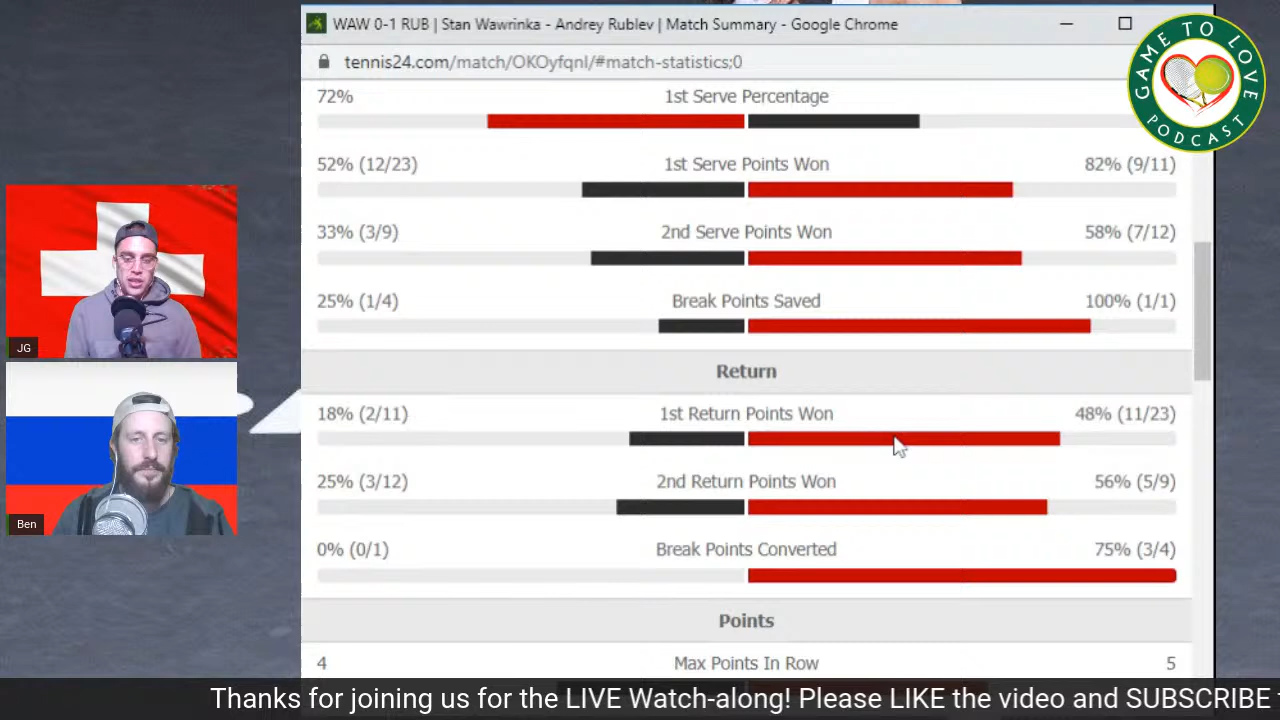 WAW 0-1 RUB | Stan Wawrinka - Andrey Rublev | Match Summary - Google Chrome
tennis24.com/match/OKOyfqnI/#match-statistics;0
GAME TO LOVE
PODCAST
72% 1st Serve Percentage
52% (12/23) 1st Serve Points Won 82% (9/11)
33% (3/9) 2nd Serve Points Won 58% (7/12)
25% (1/4) Break Points Saved 100% (1/1)
Return
18% (2/11) 1st Return Points Won 48% (11/23)
25% (3/12) 2nd Return Points Won 56% (5/9)
0% (0/1) Break Points Converted 75% (3/4)
Points
4 Max Points In Row 5
JG
Ben
Thanks for joining us for the LIVE Watch-along! Please LIKE the video and SUBSCRIBE